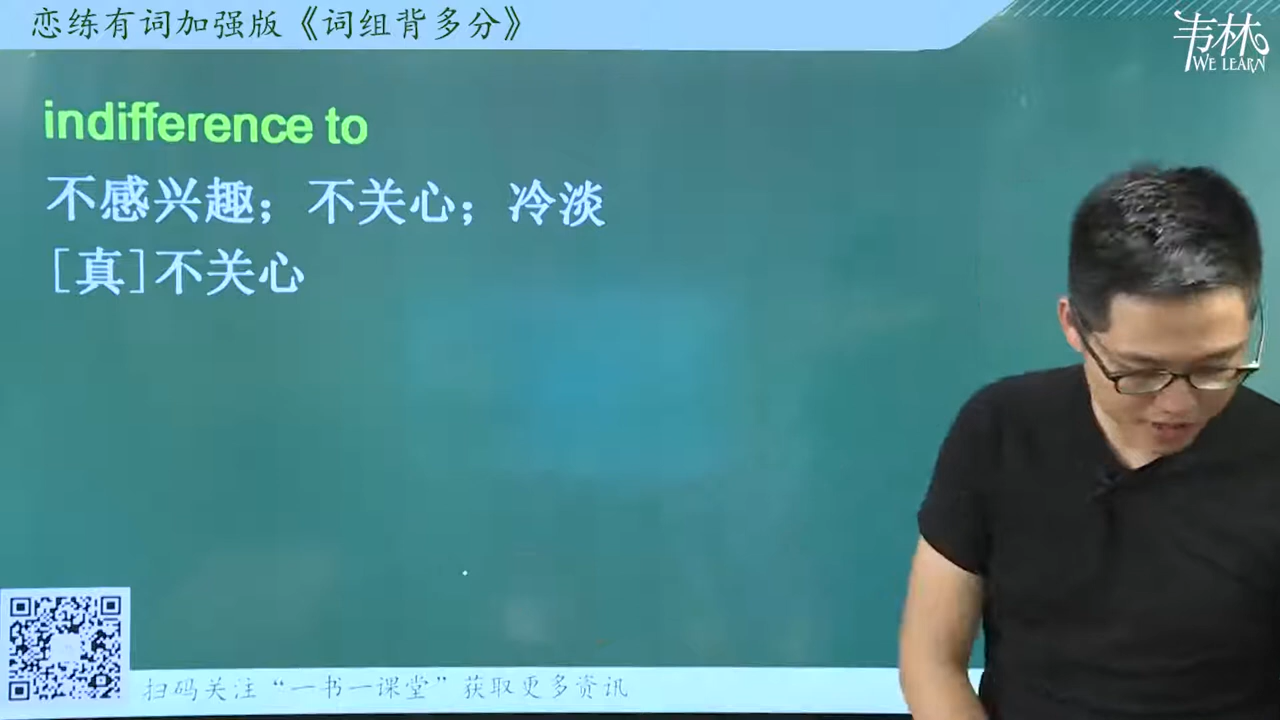 恋练有词加强版《词组背多分》
韦林
WE LEARN
indifference to
不感兴趣；不关心；冷淡
[真]不关心
扫码关注“一书一课堂”获取更多资讯